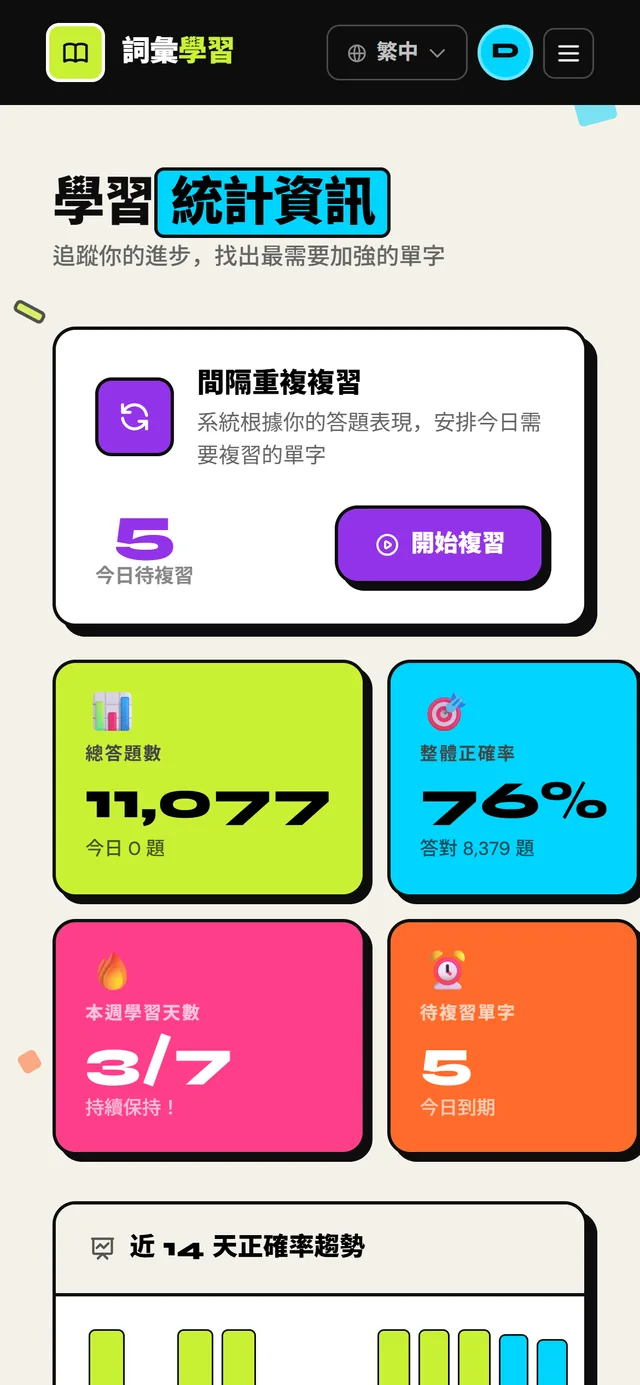 詞彙學習
繁中
D
學習 統計資訊
追蹤你的進步，找出最需要加強的單字
間隔重複複習
系統根據你的答題表現，安排今日需
要複習的單字
5
今日待複習
開始複習
總答題數
11,077
今日 0 題
整體正確率
76%
答對 8,379 題
本週學習天數
3/7
持續保持！
待複習單字
5
今日到期
近 14 天正確率趨勢